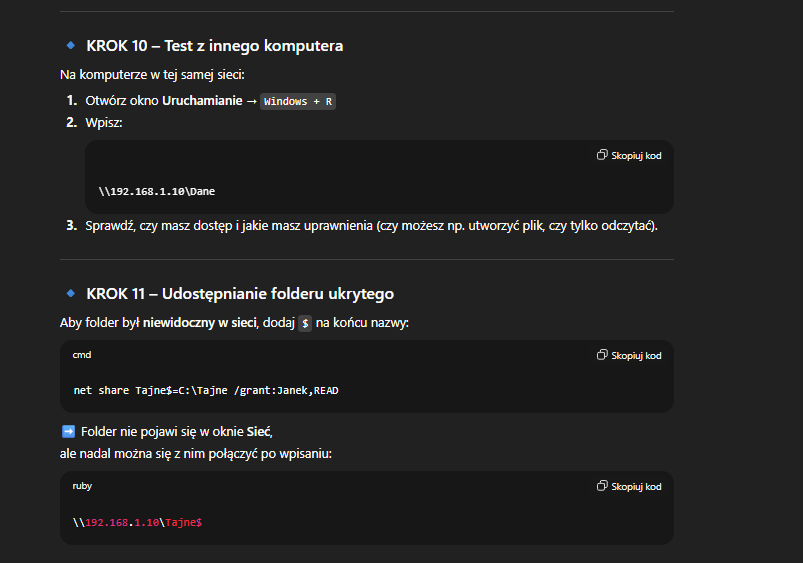 KROK 10 – Test z innego komputera
Na komputerze w tej samej sieci:
1. Otwórz okno Uruchamianie → Windows + R
2. Wpisz:
Skopiuj kod
\\192.168.1.10\Dane
3. Sprawdź, czy masz dostęp i jakie masz uprawnienia (czy możesz np. utworzyć plik, czy tylko odczytać).
KROK 11 – Udostępnianie folderu ukrytego
Aby folder był niewidoczny w sieci, dodaj $ na końcu nazwy:
cmd
Skopiuj kod
net share Tajne$=C:\Tajne /grant:Janek,READ
➡️ Folder nie pojawi się w oknie Sieć,
ale nadal można się z nim połączyć po wpisaniu:
ruby
Skopiuj kod
\\192.168.1.10\Tajne$